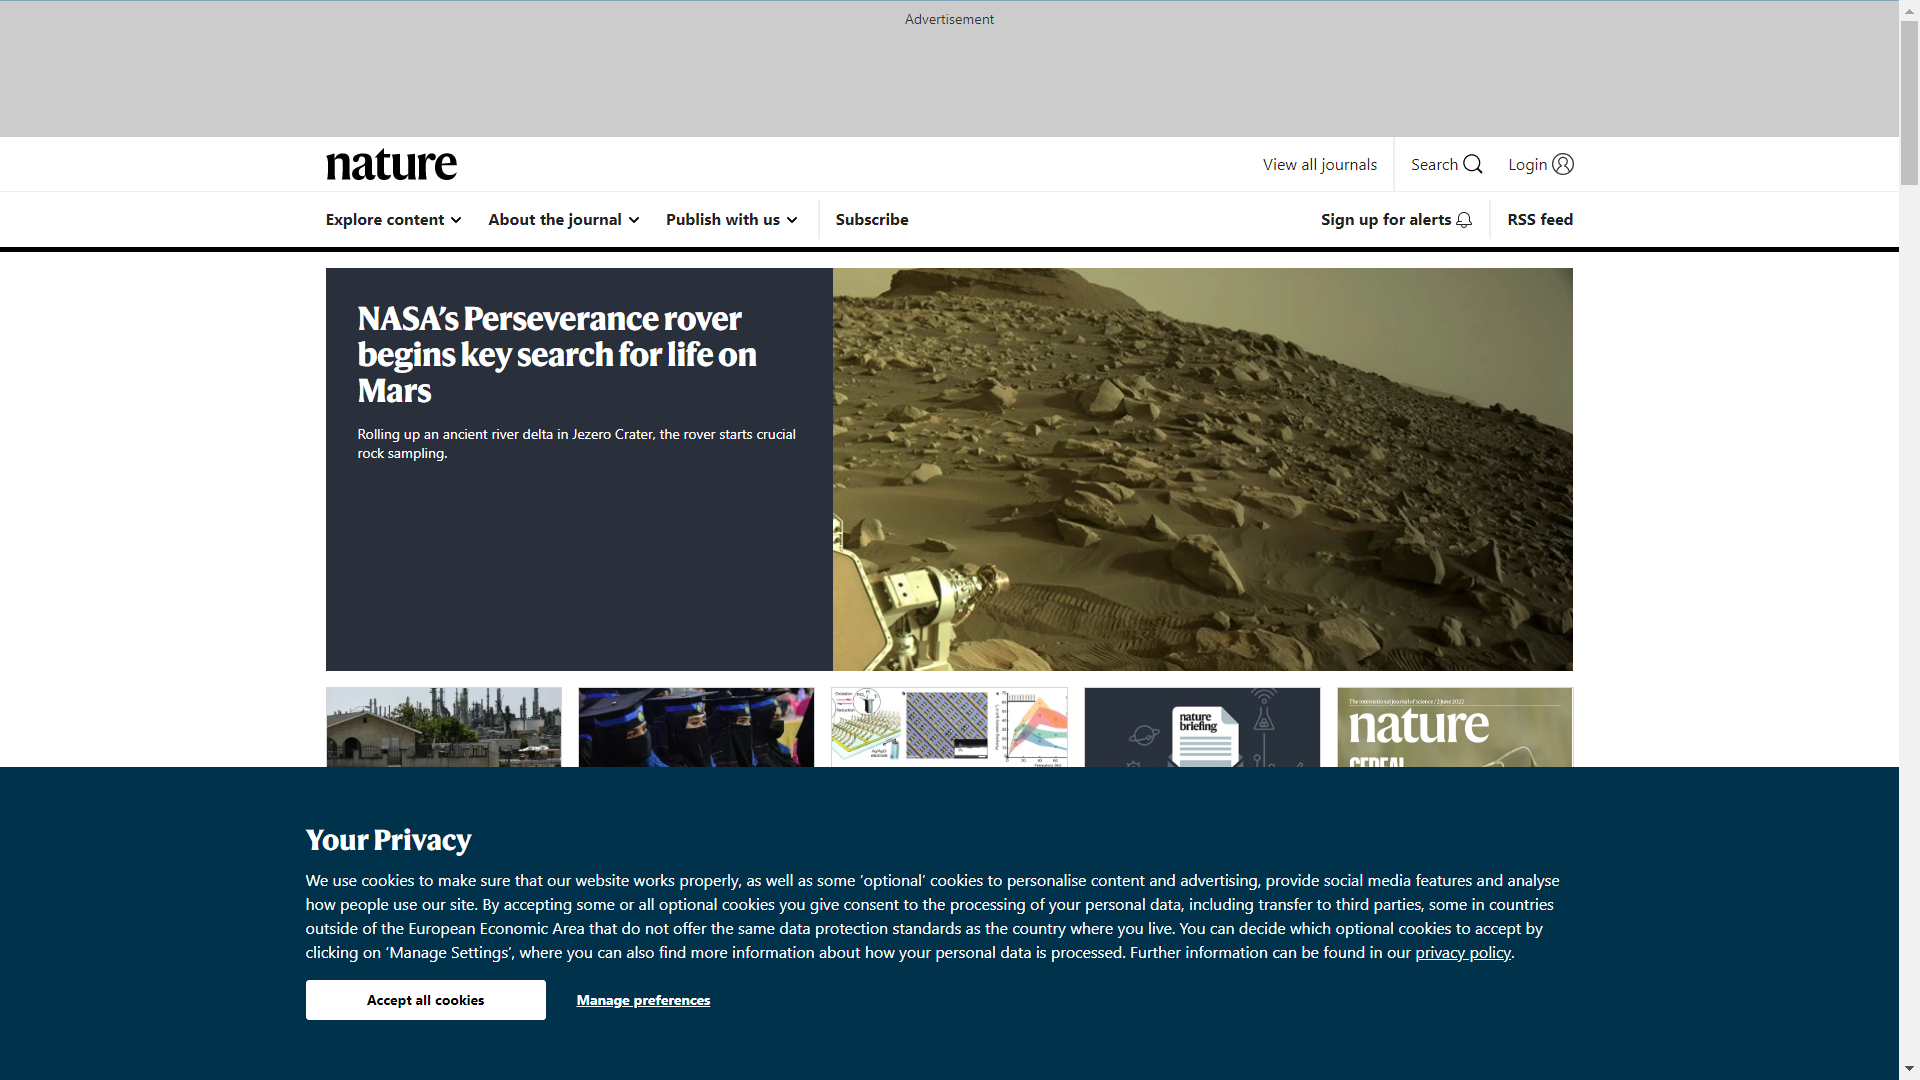 Advertisement
nature
View all journals
Search
Login
Explore content
About the journal
Publish with us
Subscribe
Sign up for alerts
RSS feed
NASA’s Perseverance rover
begins key search for life on
Mars
Rolling up an ancient river delta in Jezero Crater, the rover starts crucial
rock sampling.
nature
briefing
The international journal of science / 2 June 2022
nature
Your Privacy
We use cookies to make sure that our website works properly, as well as some ‘optional’ cookies to personalise content and advertising, provide social media features and analyse
how people use our site. By accepting some or all optional cookies you give consent to the processing of your personal data, including transfer to third parties, some in countries
outside of the European Economic Area that do not offer the same data protection standards as the country where you live. You can decide which optional cookies to accept by
clicking on ‘Manage Settings’, where you can also find more information about how your personal data is processed. Further information can be found in our privacy policy.
Accept all cookies
Manage preferences